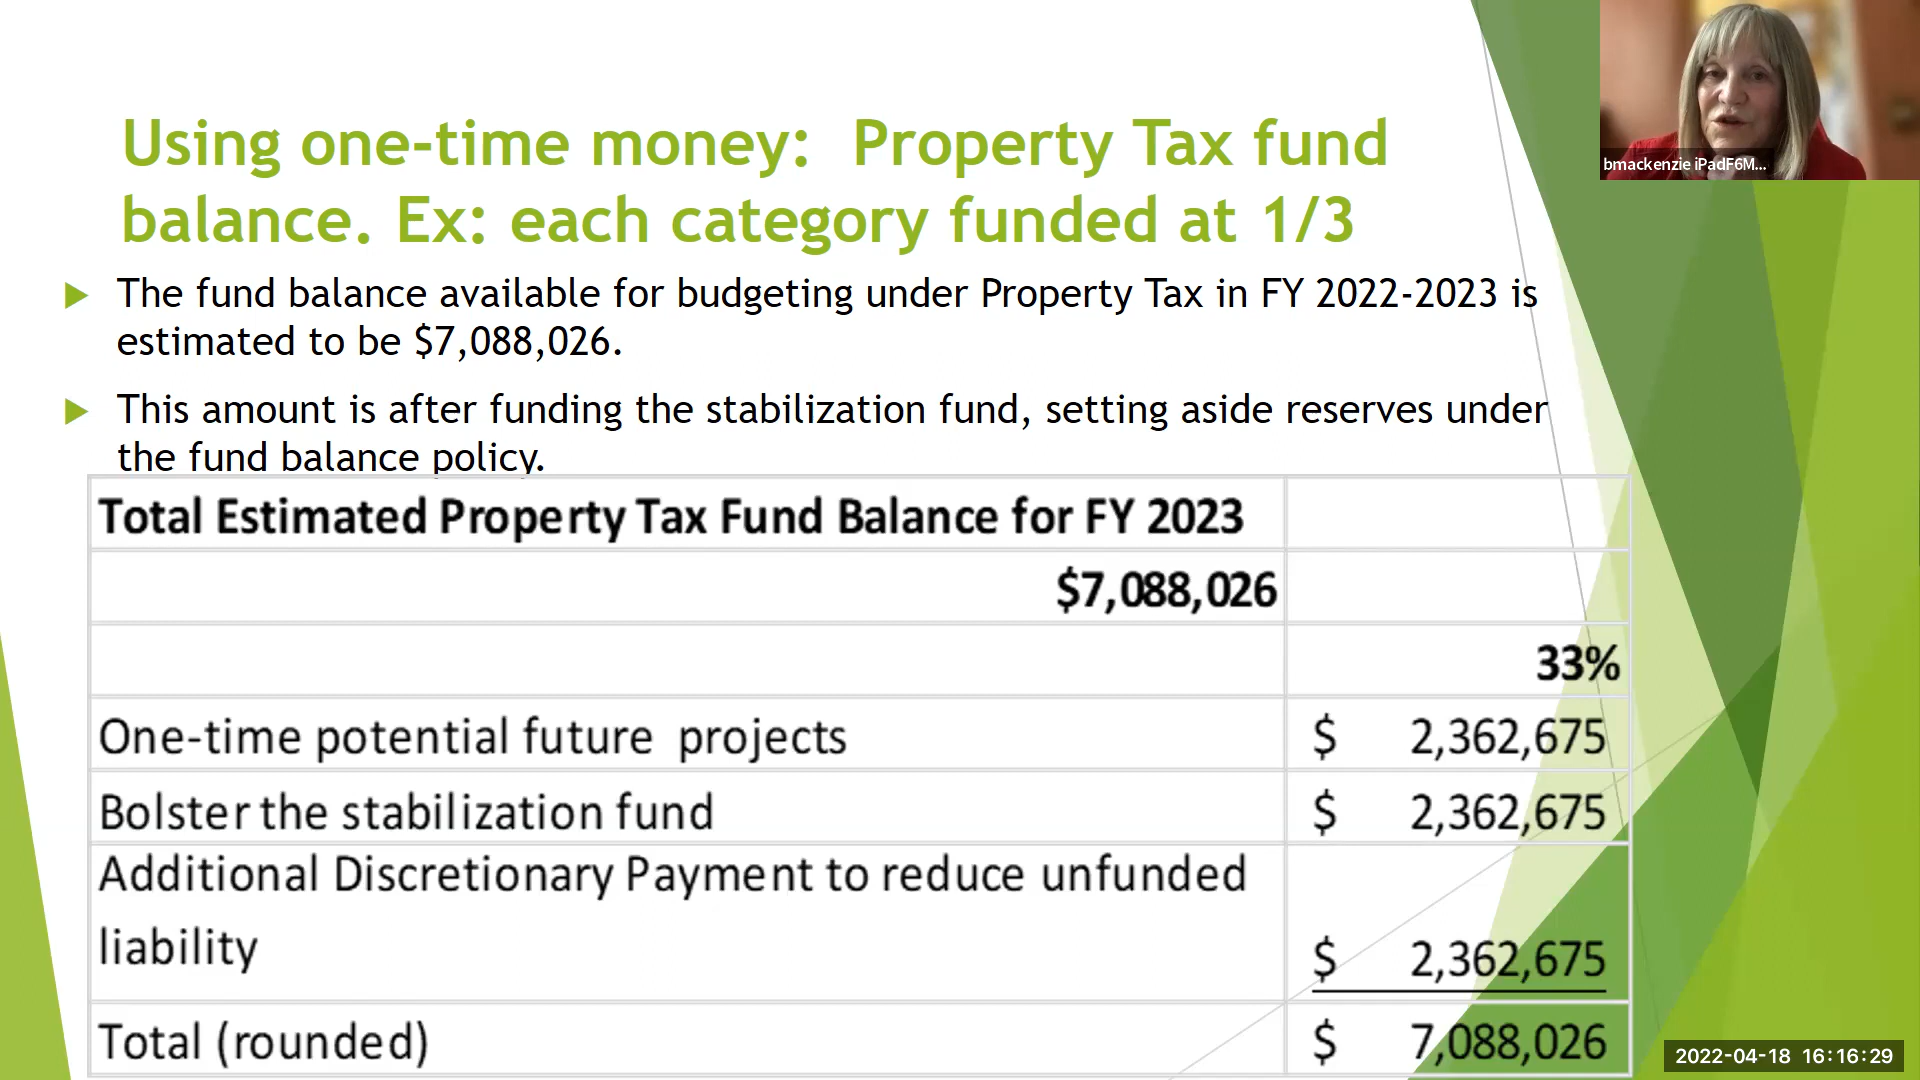 Using one-time money:  Property Tax fund
balance. Ex: each category funded at 1/3
The fund balance available for budgeting under Property Tax in FY 2022-2023 is
estimated to be $7,088,026.
This amount is after funding the stabilization fund, setting aside reserves under
the fund balance policy.
Total Estimated Property Tax Fund Balance for FY 2023
$7,088,026
33%
One-time potential future  projects $ 2,362,675
Bolster the stabilization fund $ 2,362,675
Additional Discretionary Payment to reduce unfunded
liability $ 2,362,675
Total (rounded) $ 7,088,026
bmackenzie iPadF6M...
2022-04-18 16:16:29